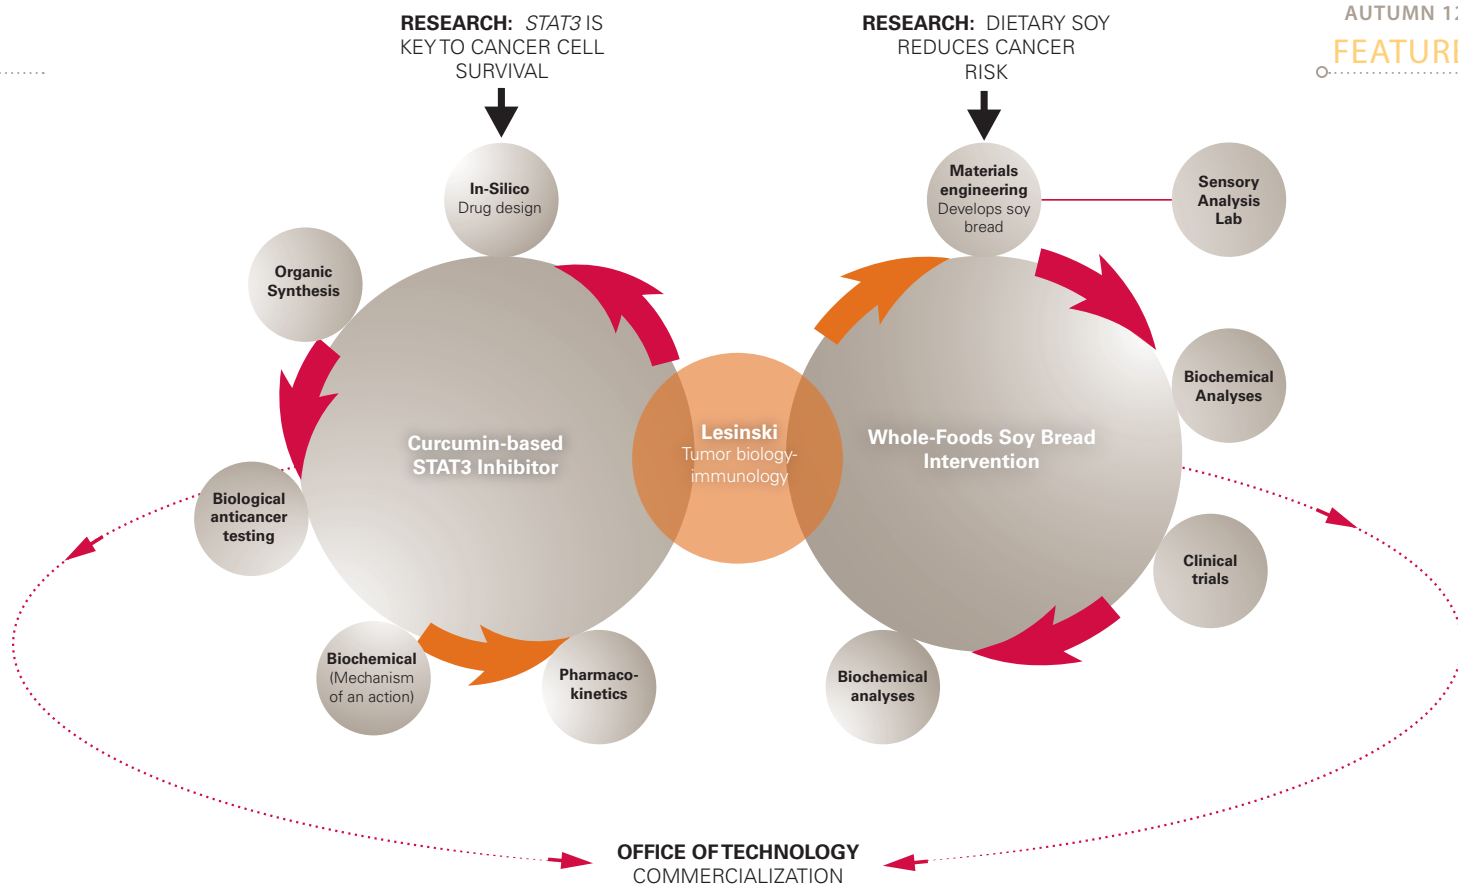 RESEARCH: STAT3 IS
KEY TO CANCER CELL
SURVIVAL
RESEARCH: DIETARY SOY
REDUCES CANCER
RISK
AUTUMN 12
FEATURE
In-Silico
Drug design
Materials
engineering
Develops soy
bread
Sensory
Analysis
Lab
Organic
Synthesis
Biochemical
Analyses
Curcumin-based
STAT3 Inhibitor
Lesinski
Tumor biology-
immunology
Whole-Foods Soy Bread
Intervention
Biological
anticancer
testing
Clinical
trials
Biochemical
(Mechanism
of an action)
Pharmaco-
kinetics
Biochemical
analyses
OFFICE OF TECHNOLOGY
COMMERCIALIZATION